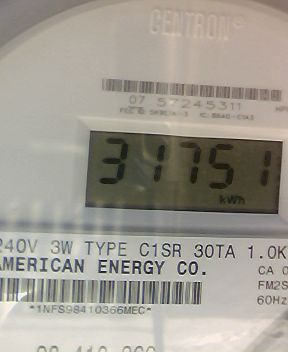 CENTRON®
07 57245311
31751
kWh
240V 3W TYPE C1SR 30TA 1.0K
AMERICAN ENERGY CO.
CA 0
FM2S
60Hz
*1NFS98410366MEC*